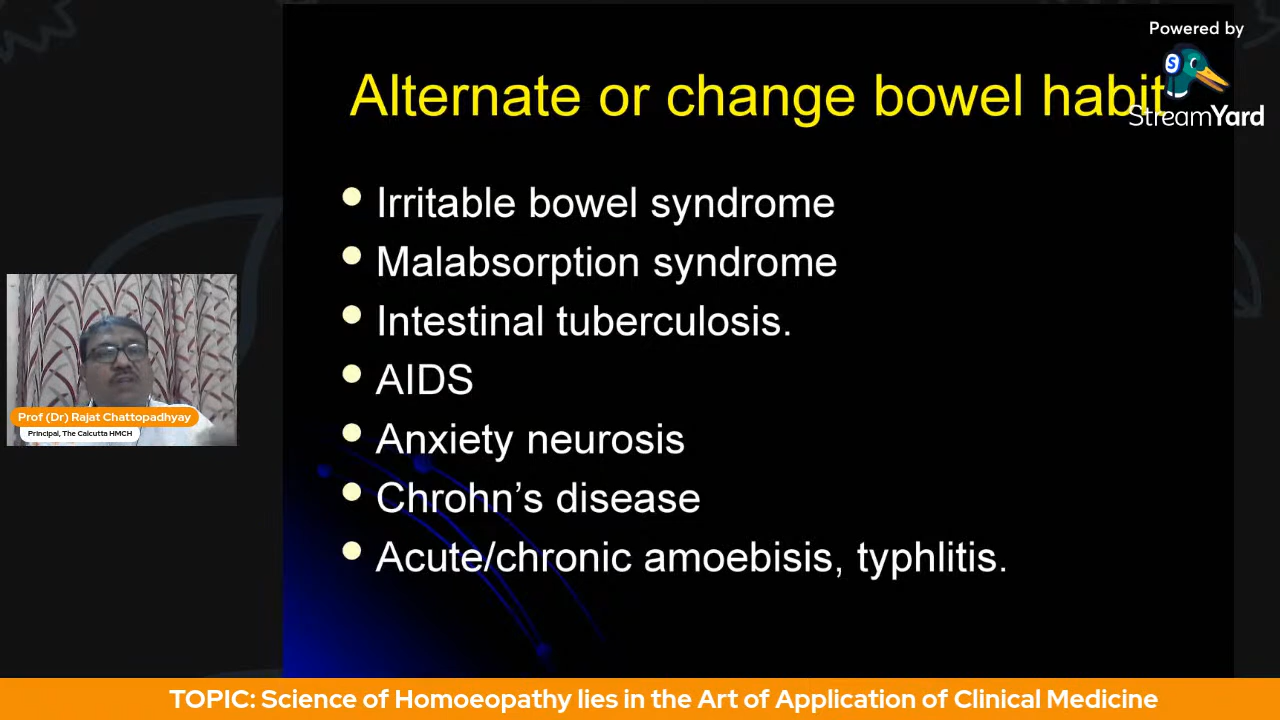 Powered by
StreamYard
Alternate or change bowel habit
Irritable bowel syndrome
Malabsorption syndrome
Intestinal tuberculosis.
AIDS
Anxiety neurosis
Chrohn’s disease
Acute/chronic amoebisis, typhlitis.
Prof (Dr) Rajat Chattopadhyay
Principal, The Calcutta HMCH
TOPIC: Science of Homoeopathy lies in the Art of Application of Clinical Medicine